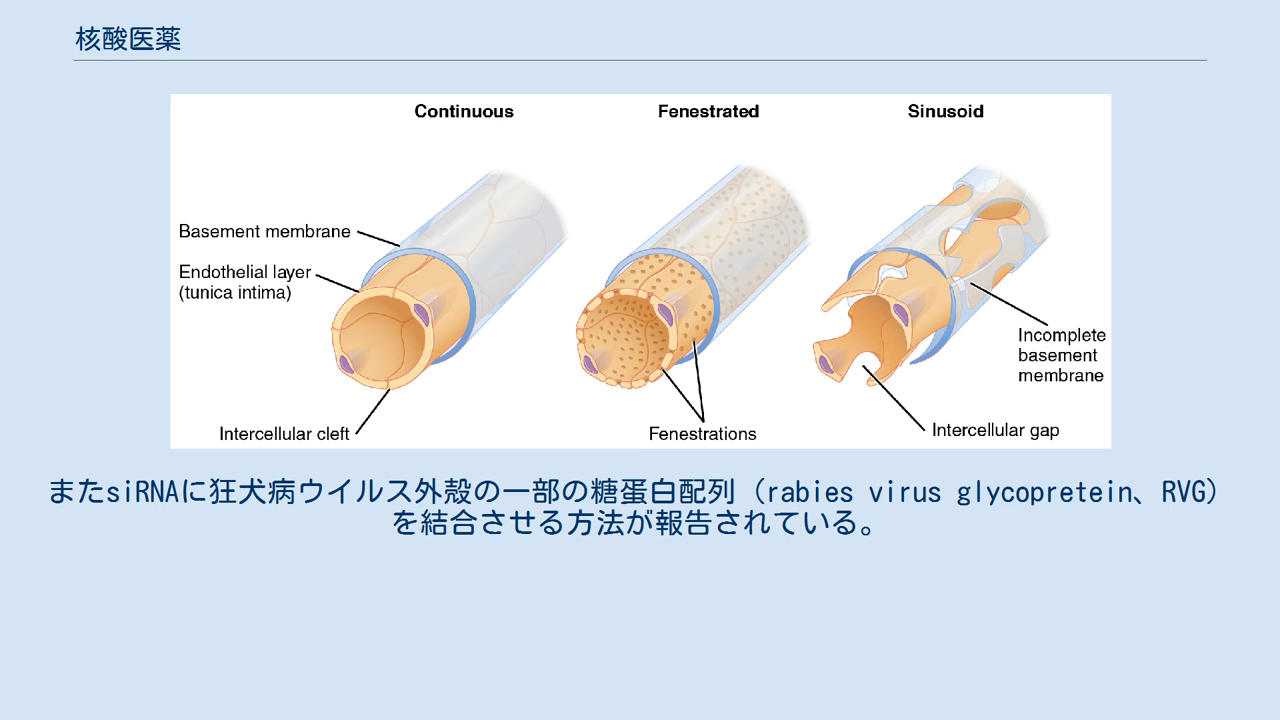 核酸医薬
Continuous
Fenestrated
Sinusoid
Basement membrane
Endothelial layer
(tunica intima)
Intercellular cleft
Fenestrations
Incomplete
basement
membrane
Intercellular gap
またsiRNAに狂犬病ウイルス外殻の一部の糖蛋白配列（rabies virus glycopretein、RVG）
を結合させる方法が報告されている。